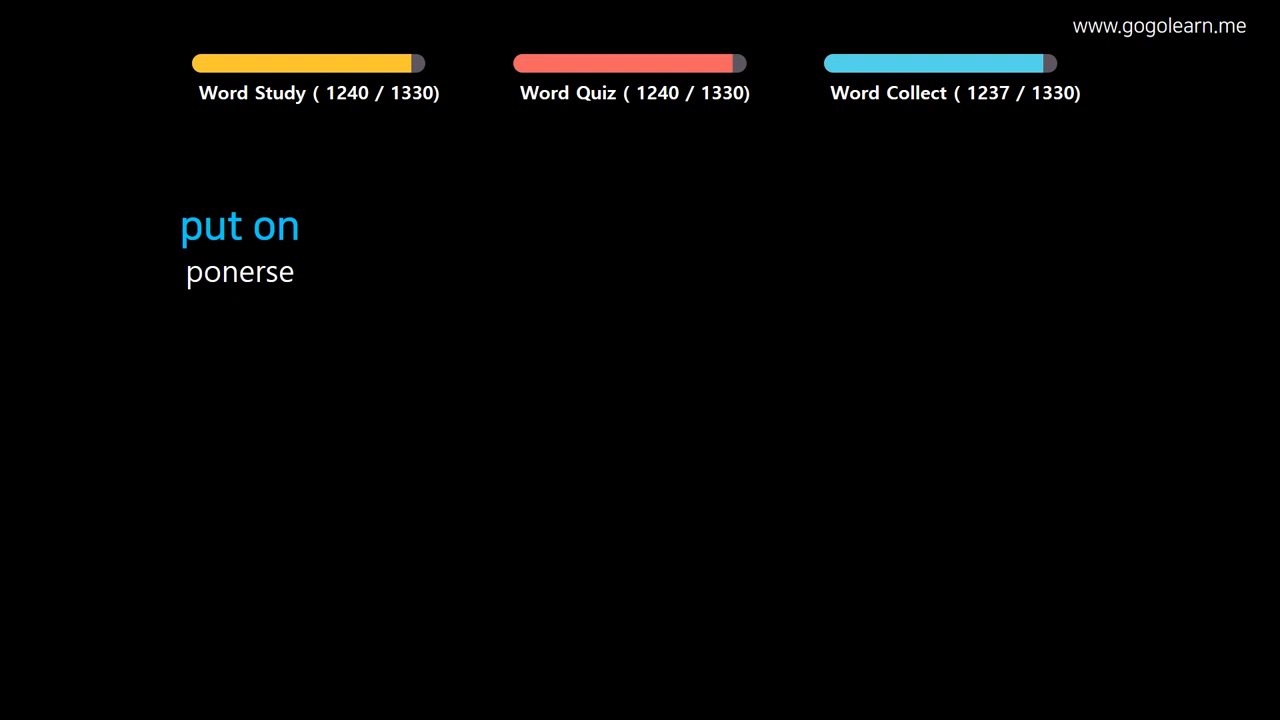 www.gogolearn.me
Word Study ( 1240 / 1330)
Word Quiz ( 1240 / 1330)
Word Collect ( 1237 / 1330)
put on
ponerse